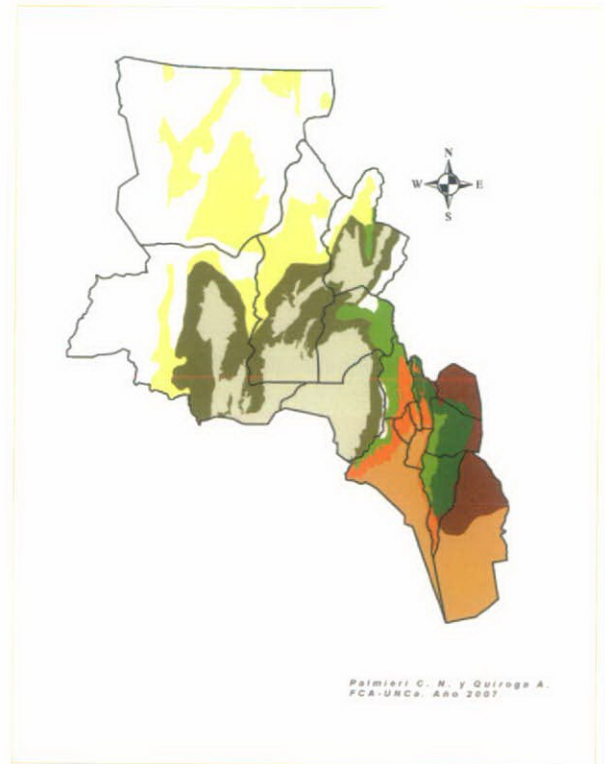 N
W E
S
Palmieri C. N. y Quiroga A.
FCA-UNCa. Año 2007